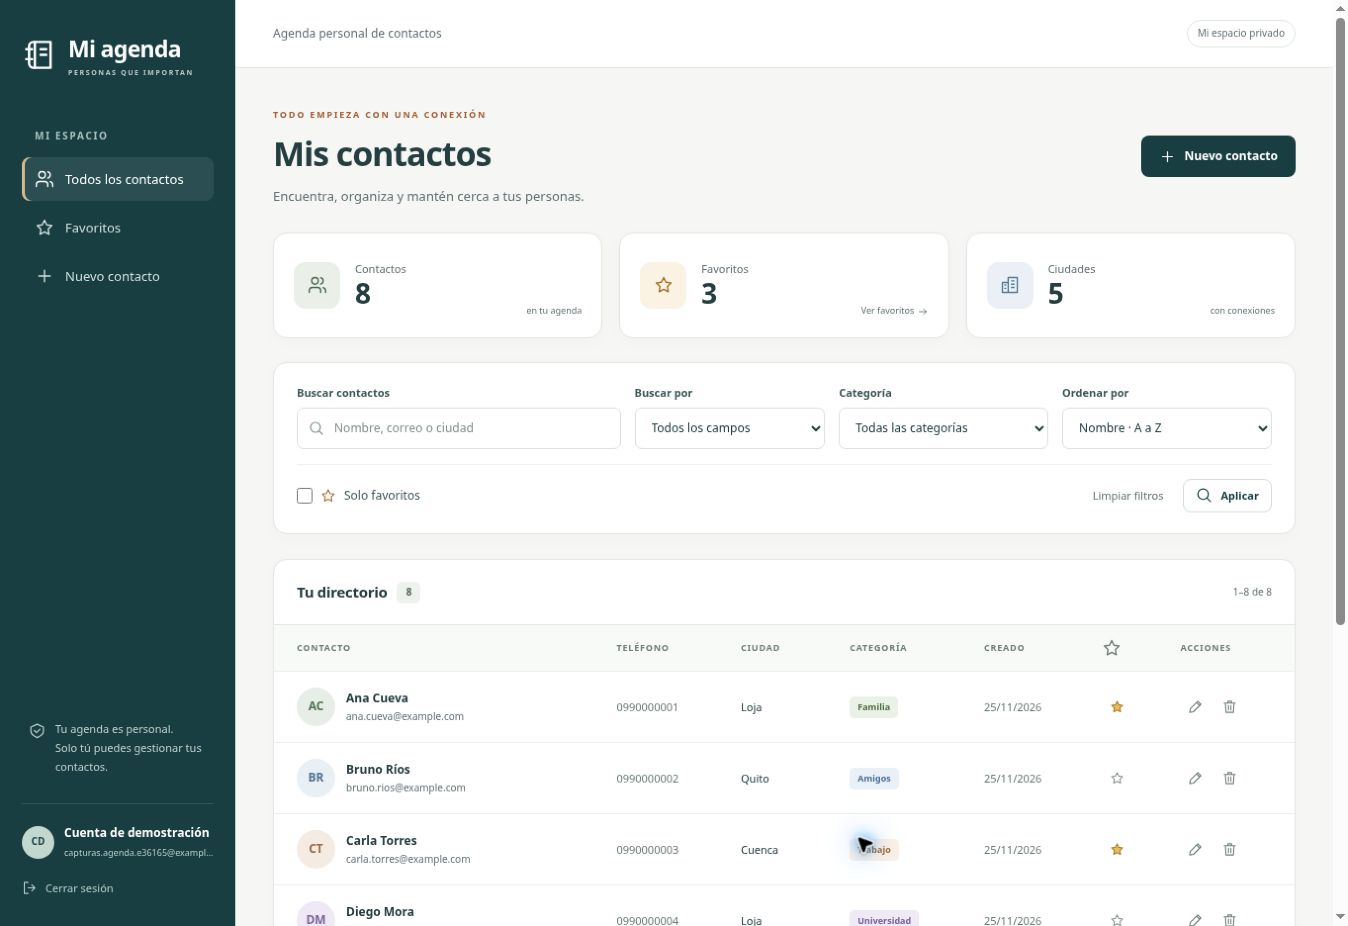 Mi agenda
PERSONAS QUE IMPORTAN
MI ESPACIO
Todos los contactos
Favoritos
Nuevo contacto
Tu agenda es personal.
Solo tú puedes gestionar tus
contactos.
CD
Cuenta de demostración
capturas.agenda.e36165@exampl...
Cerrar sesión
Agenda personal de contactos
Mi espacio privado
TODO EMPIEZA CON UNA CONEXIÓN
Mis contactos
Nuevo contacto
Encuentra, organiza y mantén cerca a tus personas.
Contactos
8
en tu agenda
Favoritos
3
Ver favoritos →
Ciudades
5
con conexiones
Buscar contactos
Nombre, correo o ciudad
Buscar por
Todos los campos
Categoría
Todas las categorías
Ordenar por
Nombre · A a Z
Solo favoritos
Limpiar filtros
Aplicar
Tu directorio 8
1–8 de 8
CONTACTO TELÉFONO CIUDAD CATEGORÍA CREADO ACCIONES
AC Ana Cueva 0990000001 Loja Familia 25/11/2026
ana.cueva@example.com
BR Bruno Ríos 0990000002 Quito Amigos 25/11/2026
bruno.rios@example.com
CT Carla Torres 0990000003 Cuenca 25/11/2026
carla.torres@example.com
DM Diego Mora 0990000004 Loja Universidad 25/11/2026